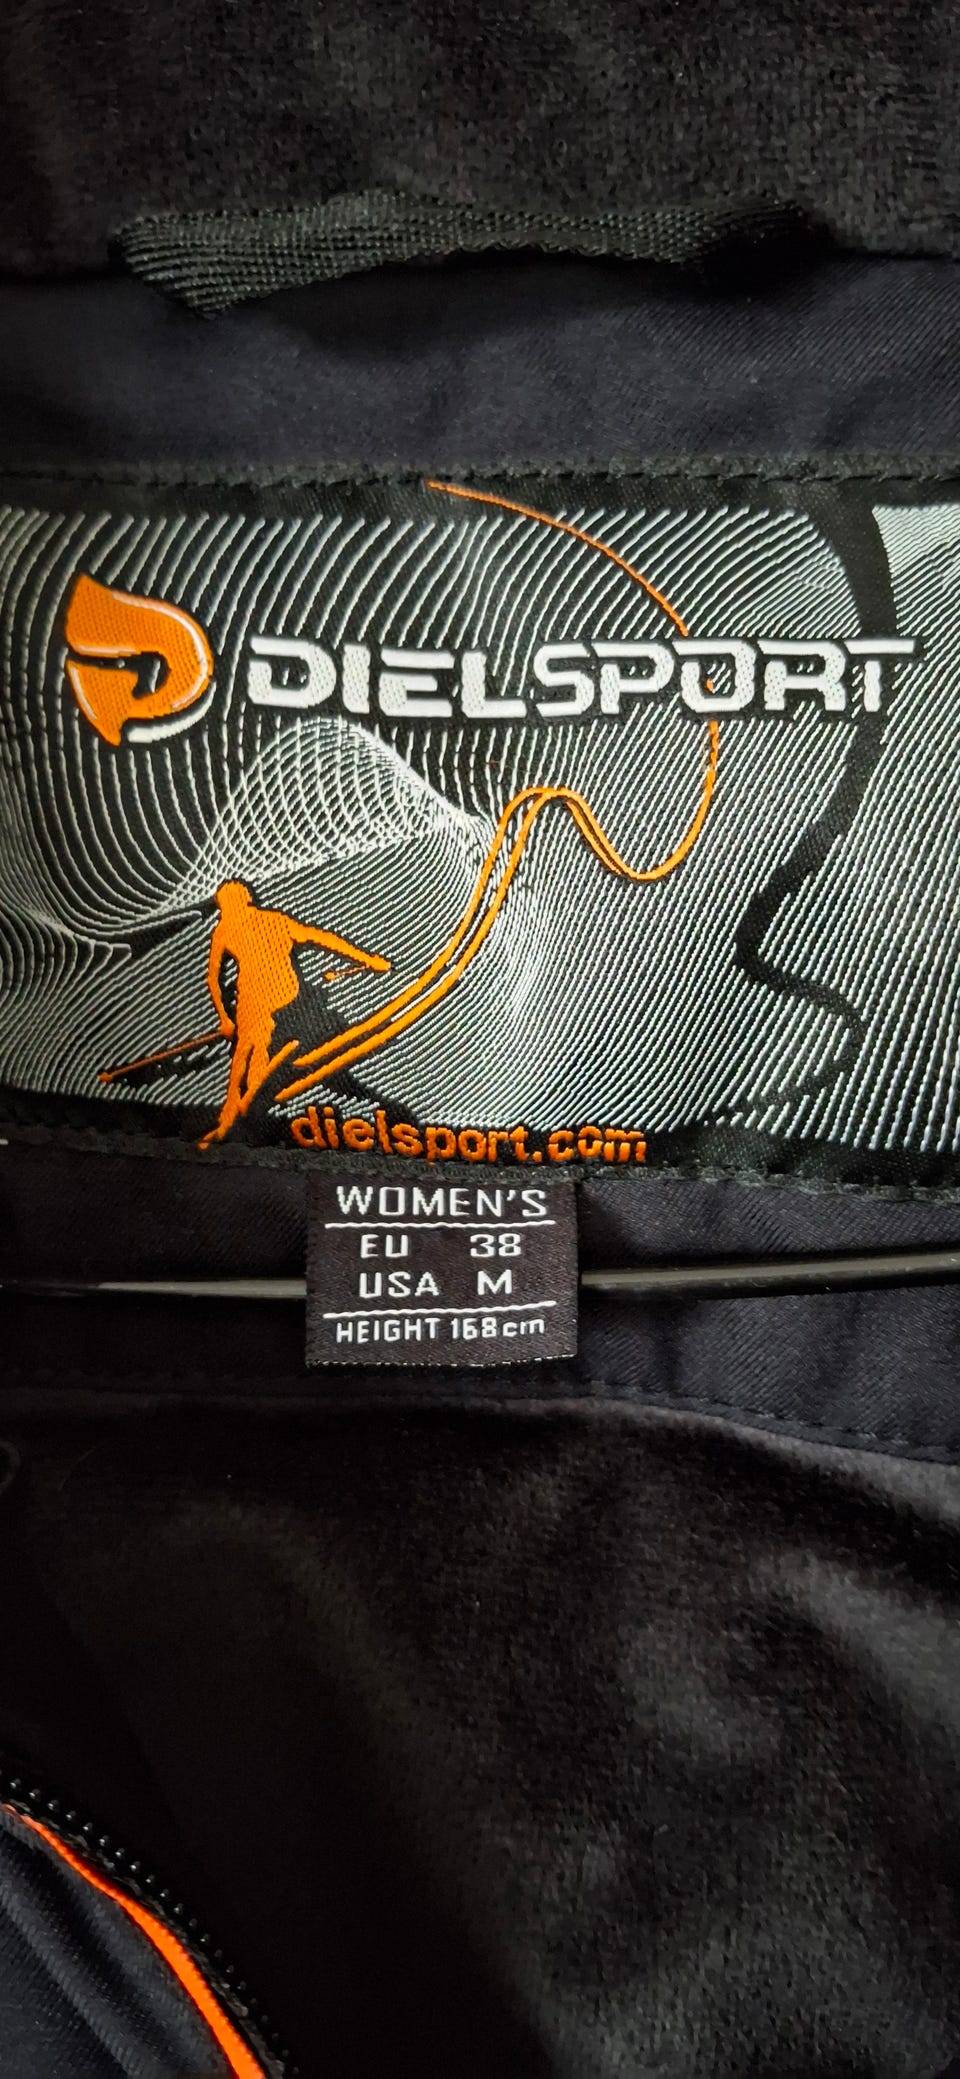 DIELSPORT
dielsport.com
WOMEN'S
EU 38
USA M
HEIGHT 168cm